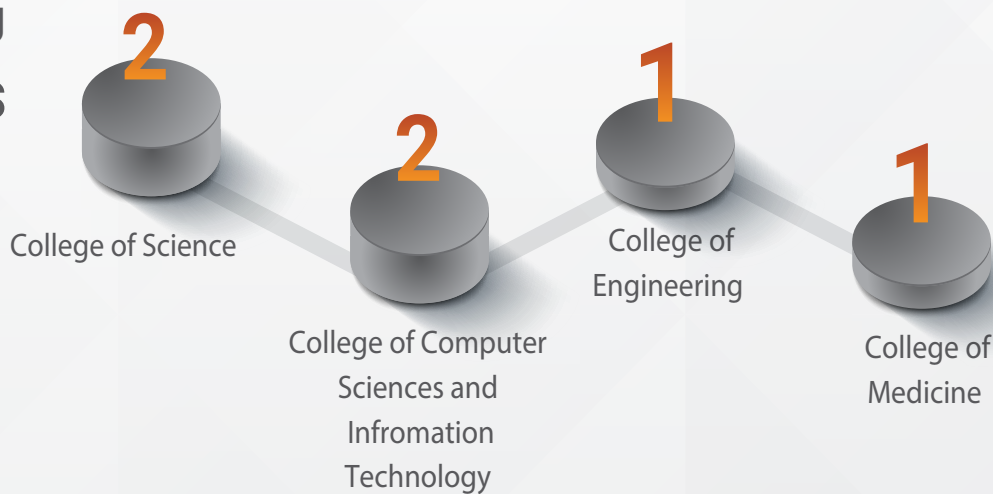 2
College of Science
2
College of Computer
Sciences and
Infromation
Technology
1
College of
Engineering
1
College of
Medicine